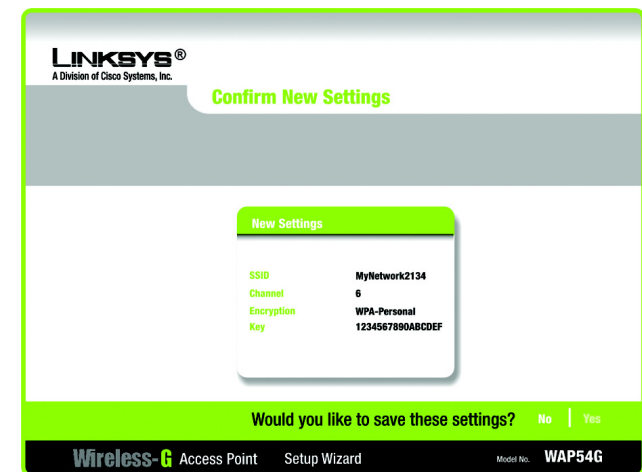 LINKSYS®
A Division of Cisco Systems, Inc.
Confirm New Settings
New Settings
SSID MyNetwork2134
Channel 6
Encryption WPA-Personal
Key 1234567890ABCDEF
Would you like to save these settings? No Yes
Wireless-G Access Point Setup Wizard Model No. WAP54G